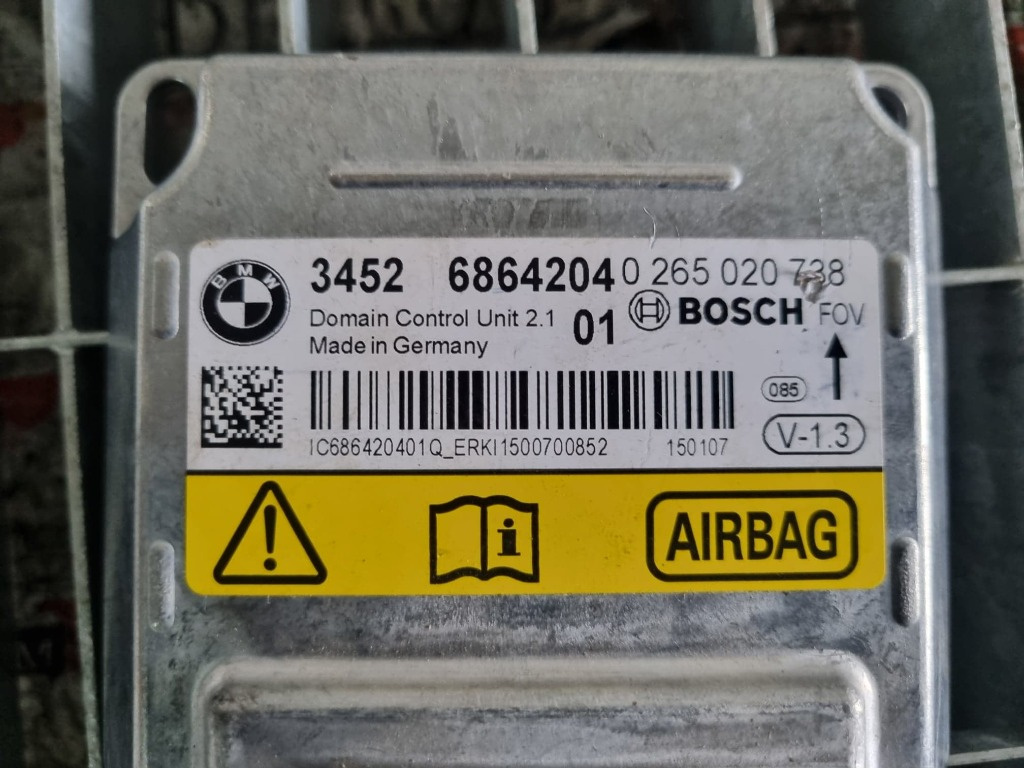 BMW
3452 6864204 0 265 020 738
Domain Control Unit 2.1 01 BOSCH FOV
Made in Germany
085
V-1.3
IC686420401Q_ERKI1500700852 150107
i
AIRBAG